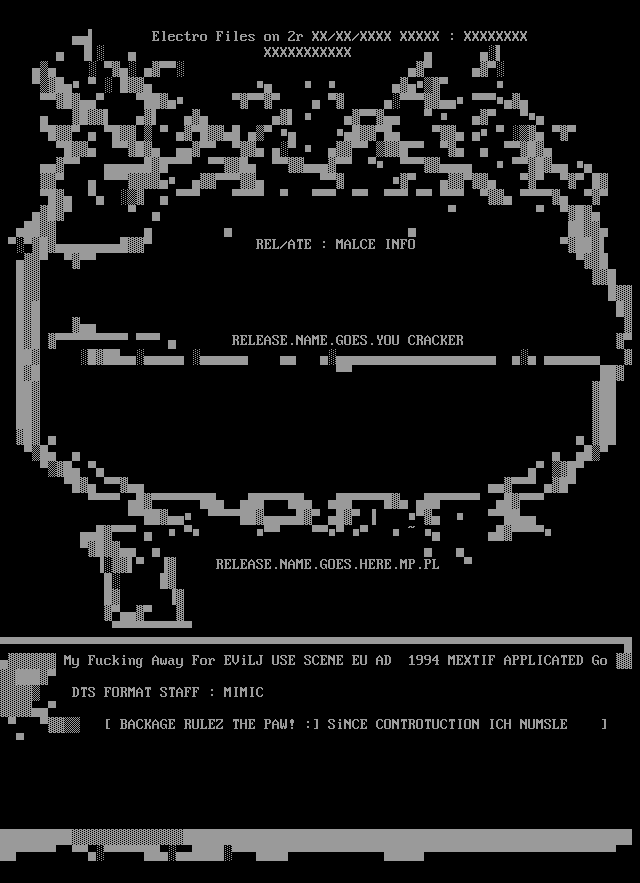 Electro Files on 2r XX/XX/XXXX XXXXX : XXXXXXXX
XXXXXXXXXXX
REL/ATE : MALCE INFO
RELEASE.NAME.GOES.YOU CRACKER
RELEASE.NAME.GOES.HERE.MP.PL
My Fucking Away For EViLJ USE SCENE EU AD  1994 MEXTIF APPLICATED Go
DTS FORMAT STAFF : MIMIC
[ BACKAGE RULEZ THE PAW! :] SiNCE CONTROTUCTION ICH NUMSLE    ]